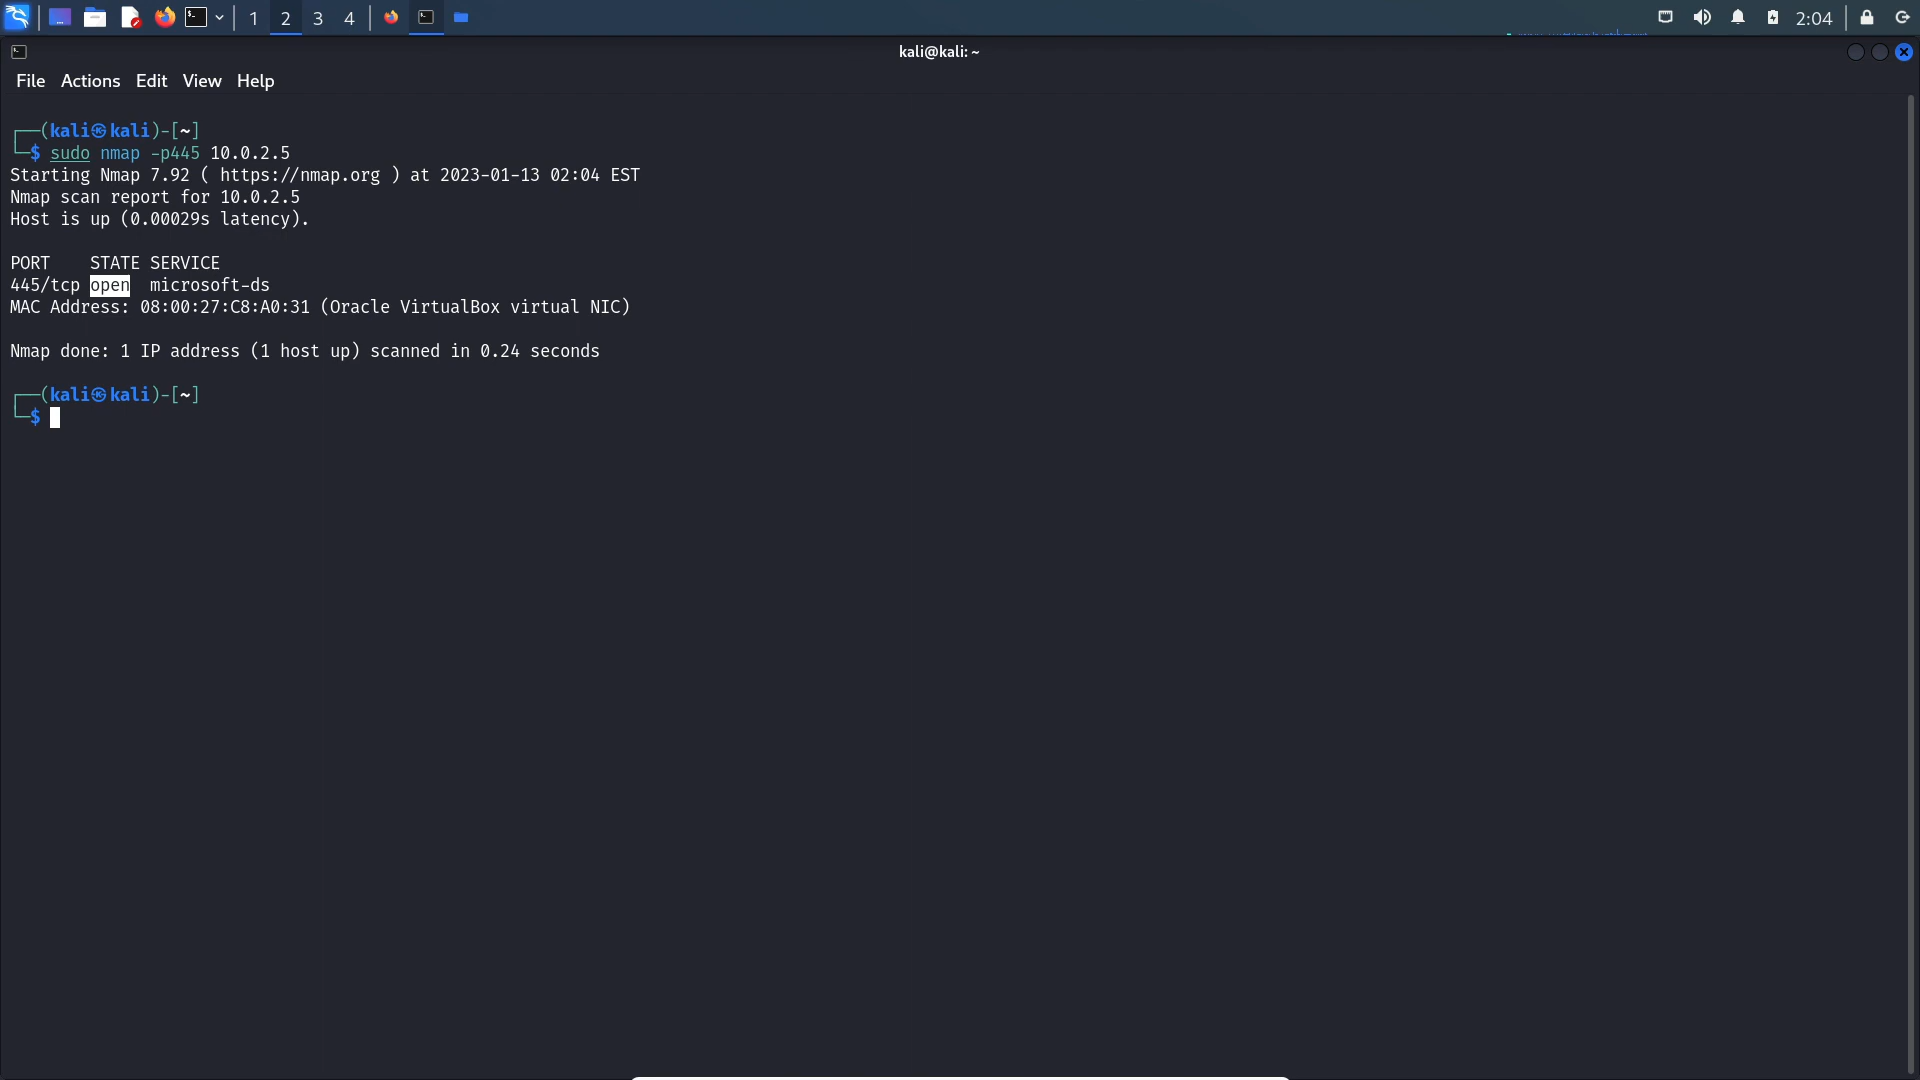 1 2 3 4 2:04
kali@kali: ~
File Actions Edit View Help
┌──(kali㉿kali)-[~]
└─$ sudo nmap -p445 10.0.2.5
Starting Nmap 7.92 ( https://nmap.org ) at 2023-01-13 02:04 EST
Nmap scan report for 10.0.2.5
Host is up (0.00029s latency).
PORT    STATE SERVICE
445/tcp open  microsoft-ds
MAC Address: 08:00:27:C8:A0:31 (Oracle VirtualBox virtual NIC)
Nmap done: 1 IP address (1 host up) scanned in 0.24 seconds
┌──(kali㉿kali)-[~]
└─$